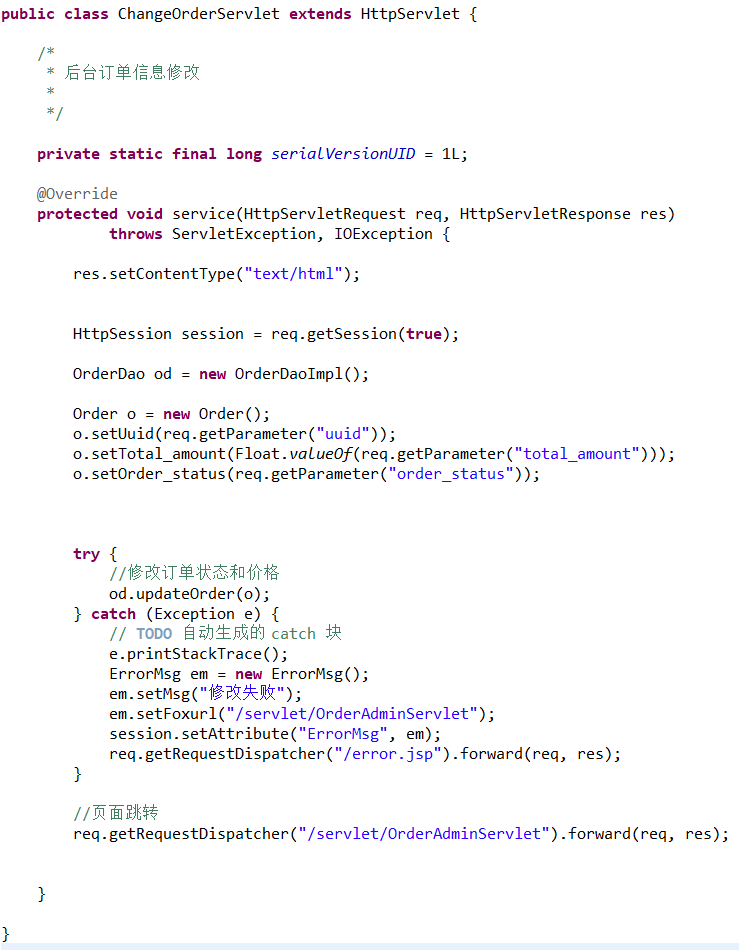 public class ChangeOrderServlet extends HttpServlet {
/*
* 后台订单信息修改
*
*/
private static final long serialVersionUID = 1L;
@Override
protected void service(HttpServletRequest req, HttpServletResponse res)
throws ServletException, IOException {
res.setContentType("text/html");
HttpSession session = req.getSession(true);
OrderDao od = new OrderDaoImpl();
Order o = new Order();
o.setUuid(req.getParameter("uuid"));
o.setTotal_amount(Float.valueOf(req.getParameter("total_amount")));
o.setOrder_status(req.getParameter("order_status"));
try {
//修改订单状态和价格
od.updateOrder(o);
} catch (Exception e) {
// TODO 自动生成的 catch 块
e.printStackTrace();
ErrorMsg em = new ErrorMsg();
em.setMsg("修改失败");
em.setFoxurl("/servlet/OrderAdminServlet");
session.setAttribute("ErrorMsg", em);
req.getRequestDispatcher("/error.jsp").forward(req, res);
}
//页面跳转
req.getRequestDispatcher("/servlet/OrderAdminServlet").forward(req, res);
}
}